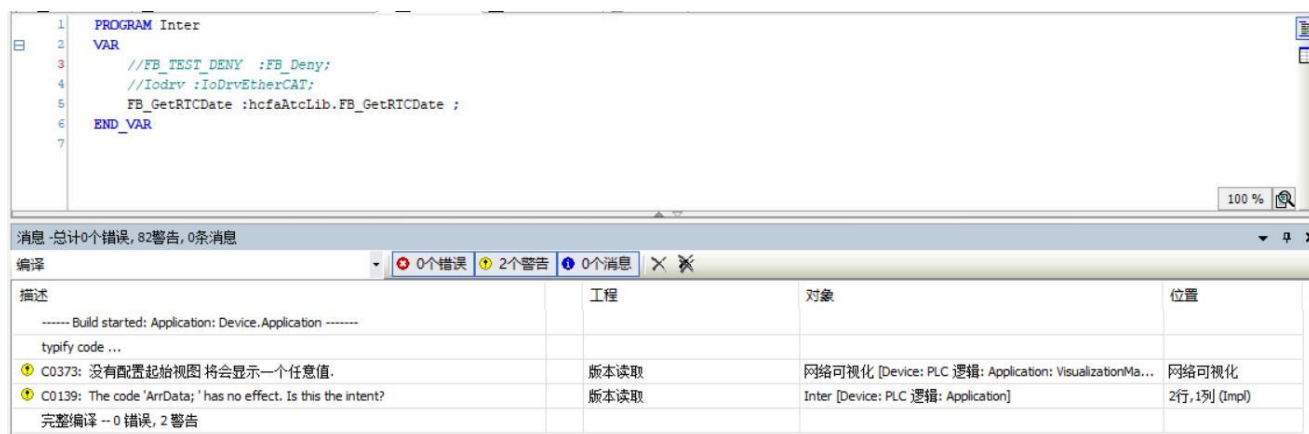 1 PROGRAM Inter
2 VAR
3 //FB_TEST_DENY :FB_Deny;
4 //Iodrv :IoDrvEtherCAT;
5 FB_GetRTCDate :hcfaAtcLib.FB_GetRTCDate ;
6 END_VAR
7
100 %
消息 -总计0个错误, 82警告, 0条消息
编译 0个错误 2个警告 0个消息
描述 工程 对象 位置
------ Build started: Application: Device.Application -------
typify code ...
C0373: 没有配置起始视图 将会显示一个任意值. 版本读取 网络可视化 [Device: PLC 逻辑: Application: VisualizationMa... 网络可视化
C0139: The code 'ArrData; ' has no effect. Is this the intent? 版本读取 Inter [Device: PLC 逻辑: Application] 2行,1列 (Impl)
完整编译 -- 0 错误, 2 警告